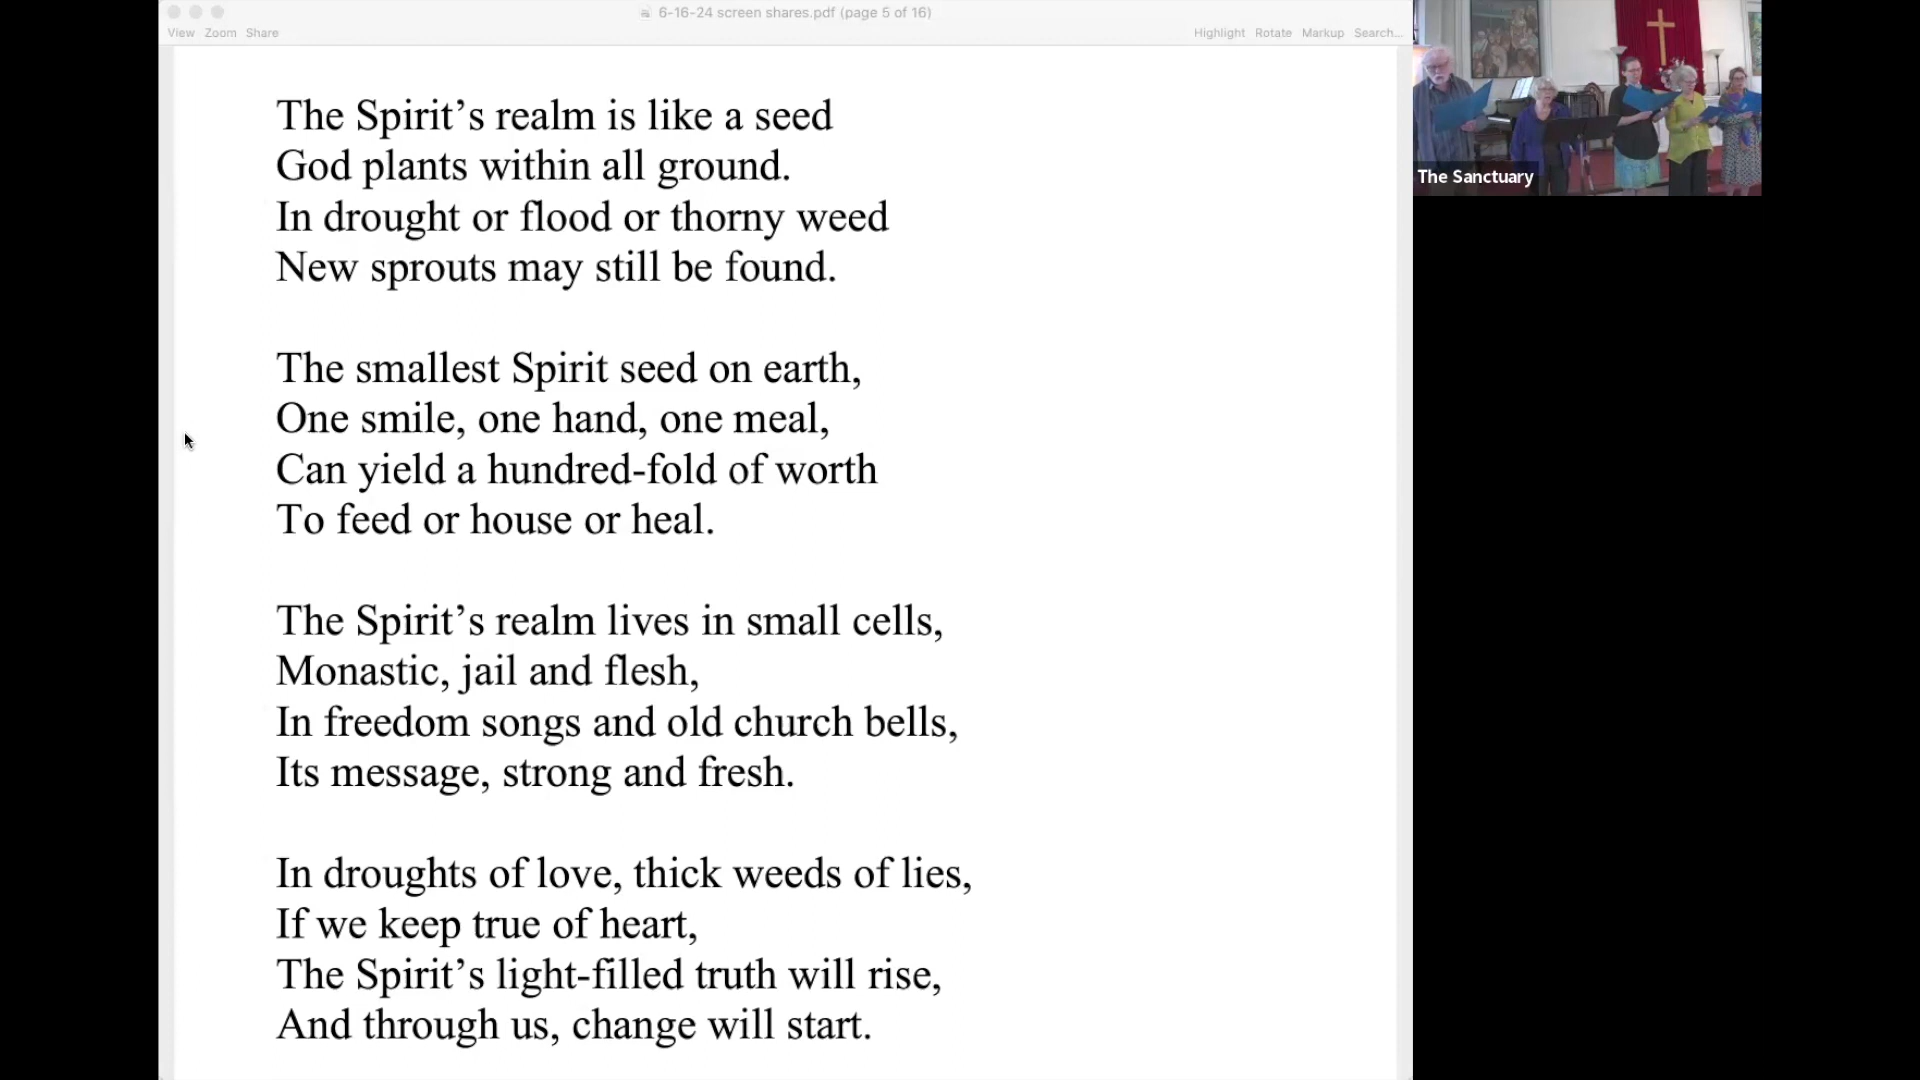 6-16-24 screen shares.pdf (page 5 of 16)
View Zoom Share
Highlight Rotate Markup Search...
The Spirit’s realm is like a seed
God plants within all ground.
In drought or flood or thorny weed
New sprouts may still be found.
The smallest Spirit seed on earth,
One smile, one hand, one meal,
Can yield a hundred-fold of worth
To feed or house or heal.
The Spirit’s realm lives in small cells,
Monastic, jail and flesh,
In freedom songs and old church bells,
Its message, strong and fresh.
In droughts of love, thick weeds of lies,
If we keep true of heart,
The Spirit’s light-filled truth will rise,
And through us, change will start.
The Sanctuary